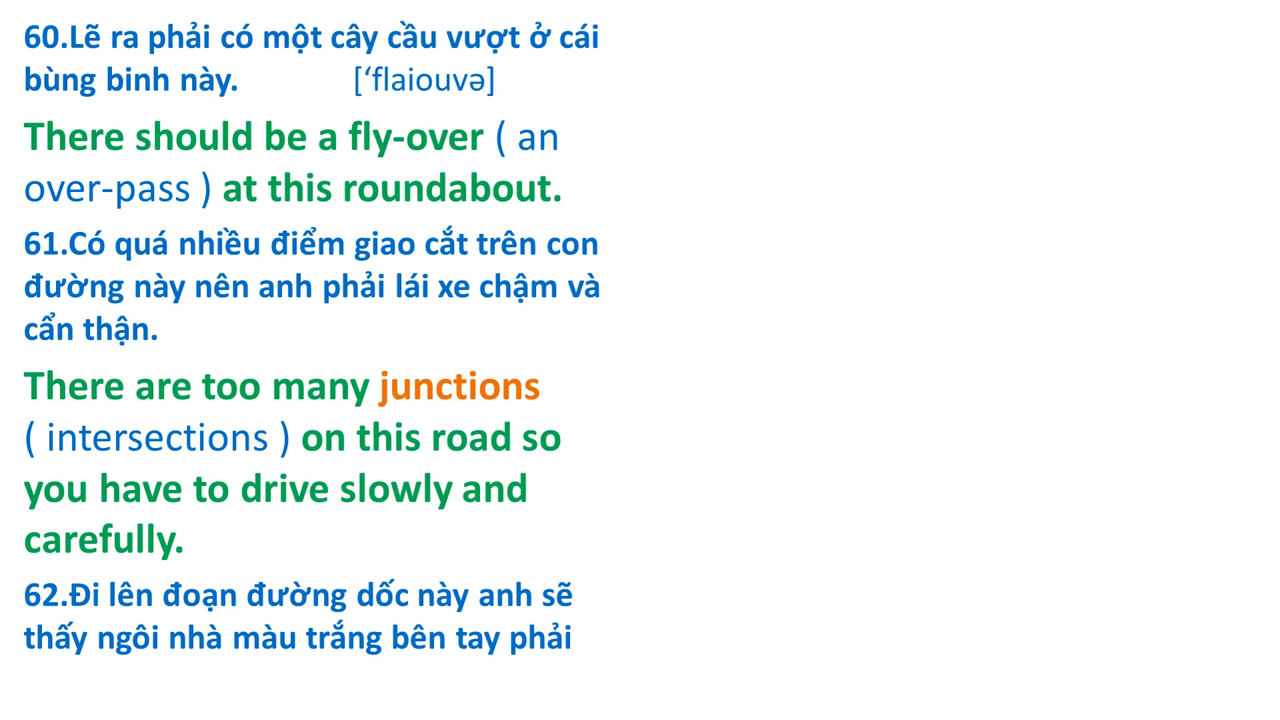 60.Lẽ ra phải có một cây cầu vượt ở cái
bùng binh này. [‘flaiouvə]
There should be a fly-over ( an
over-pass ) at this roundabout.
61.Có quá nhiều điểm giao cắt trên con
đường này nên anh phải lái xe chậm và
cẩn thận.
There are too many junctions
( intersections ) on this road so
you have to drive slowly and
carefully.
62.Đi lên đoạn đường dốc này anh sẽ
thấy ngôi nhà màu trắng bên tay phải